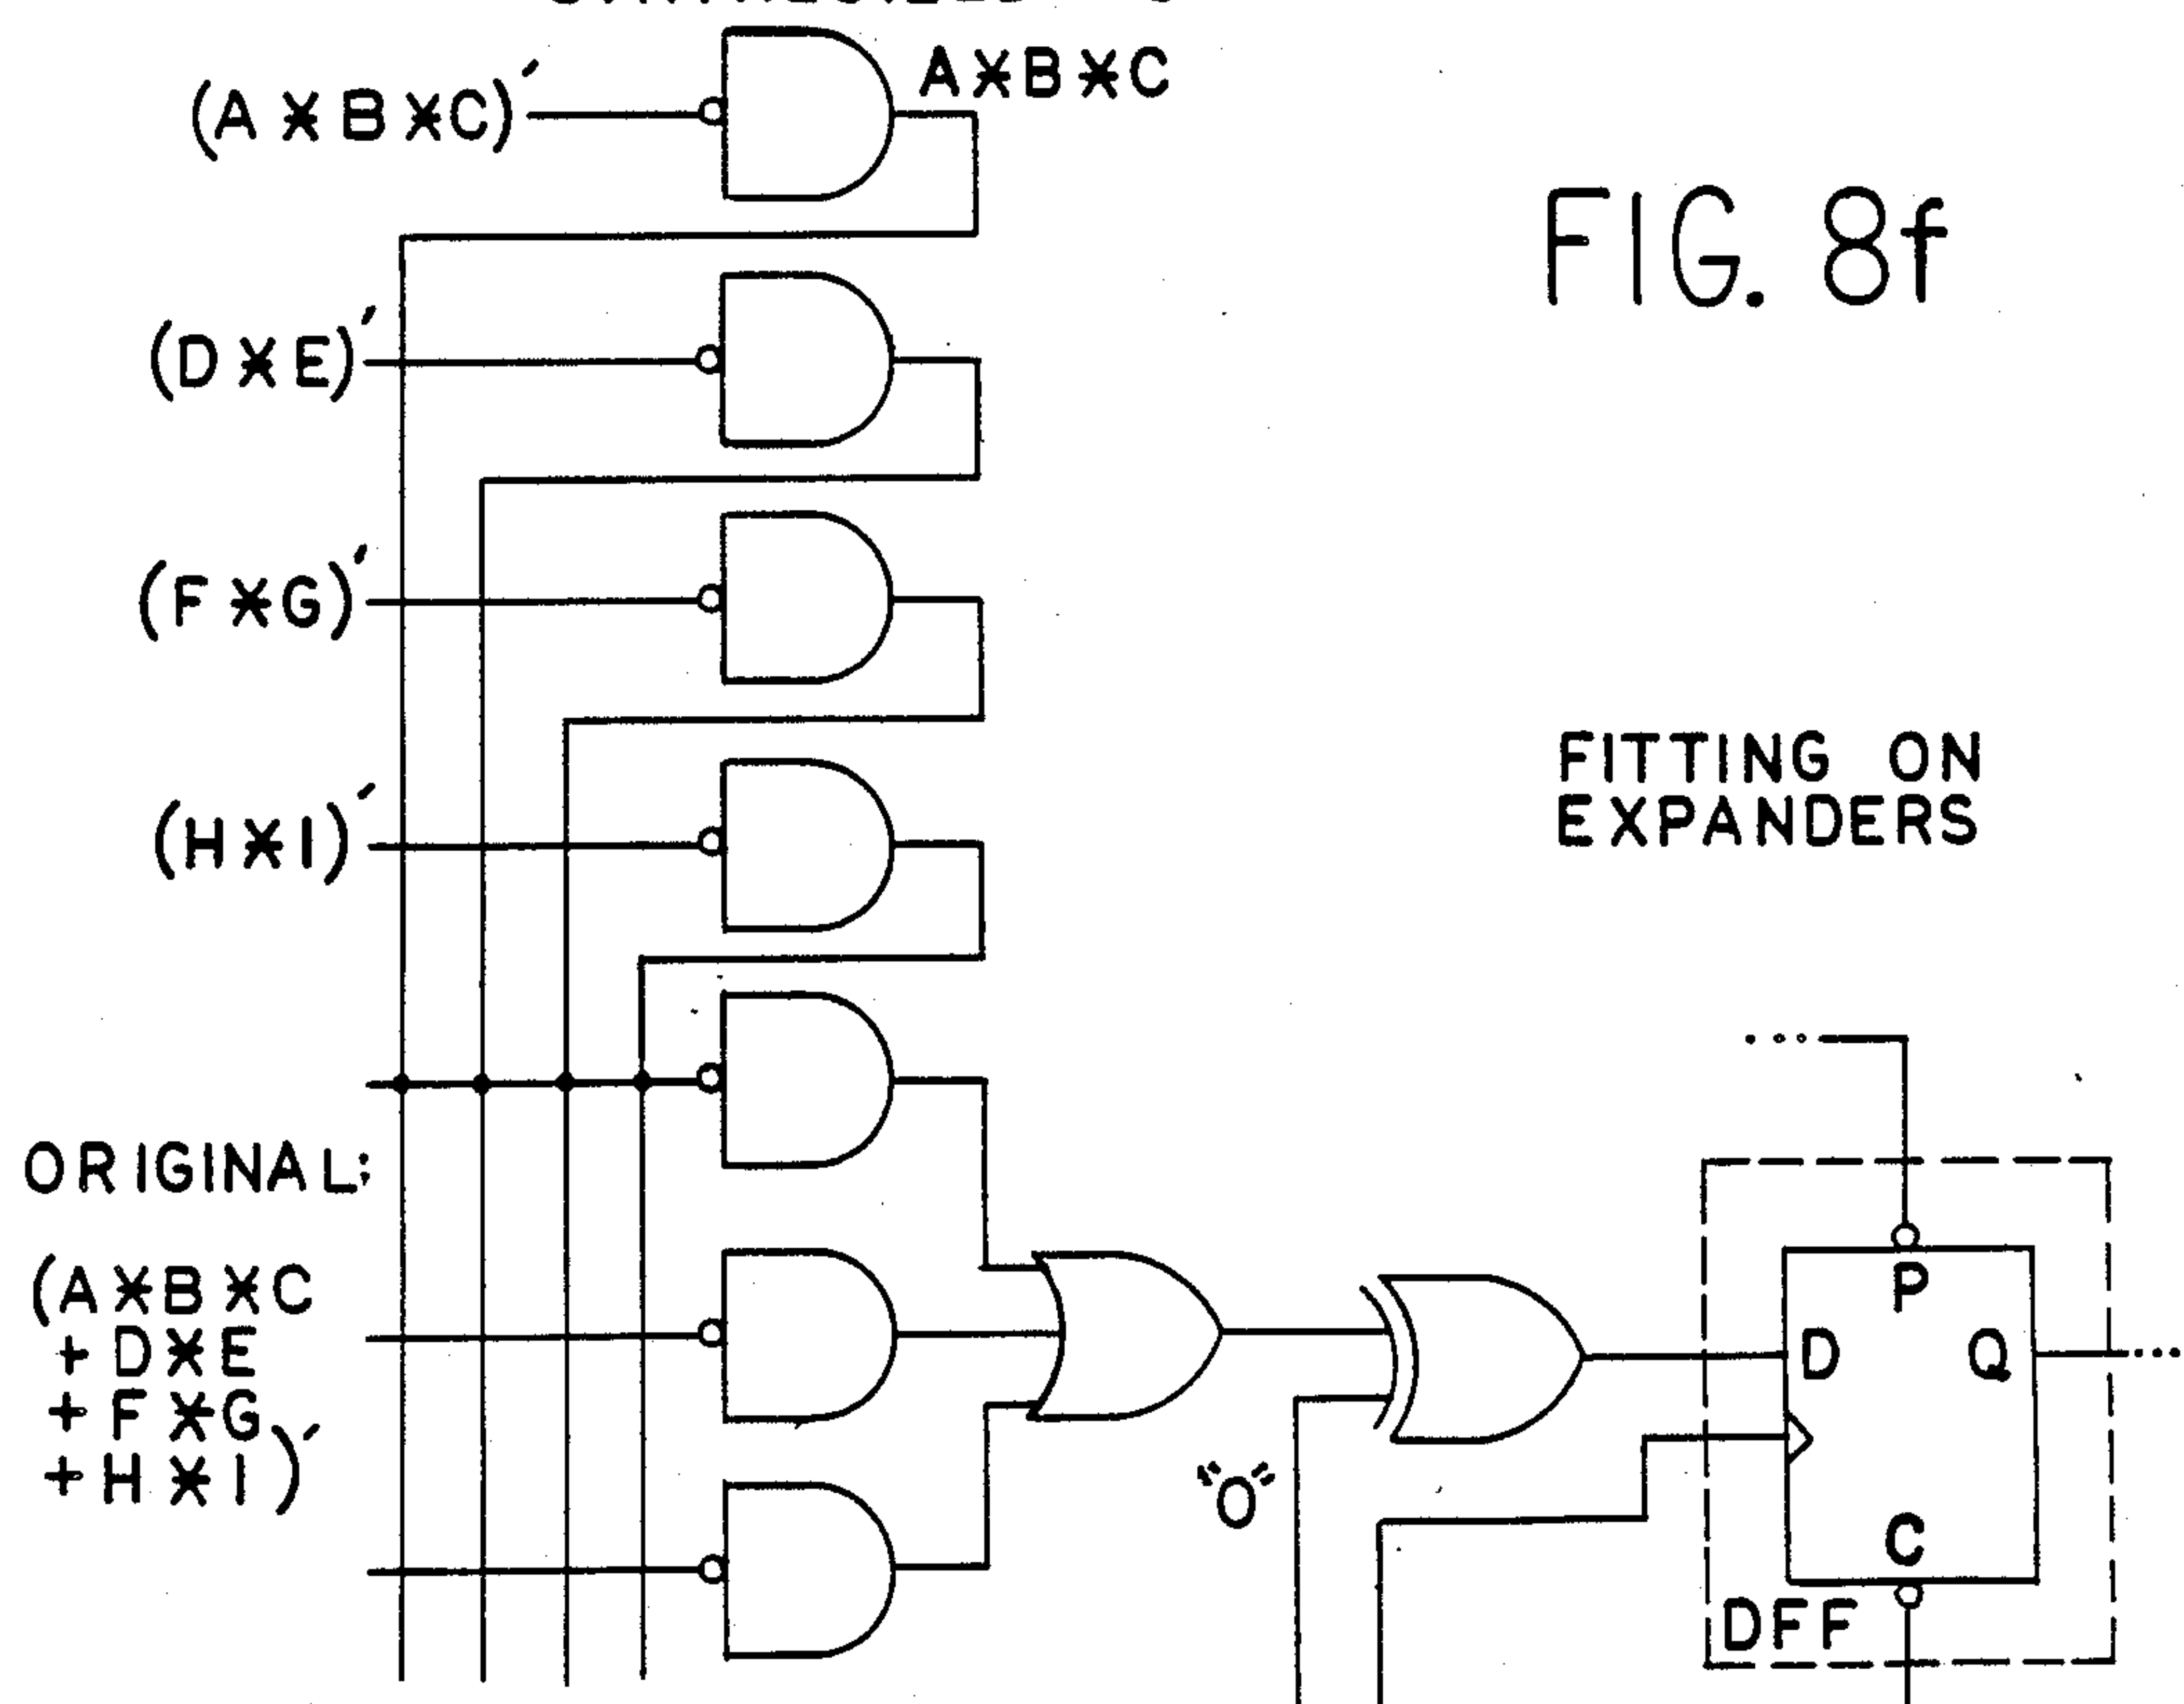 (A*B*C)′
A*B*C
FIG. 8f
(D*E)′
(F*G)′
(H*I)′
FITTING ON
EXPANDERS
ORIGINAL:
(A*B*C
+ D*E
+ F*G
+ H*I)′
"0"
P
D
Q
C
DFF